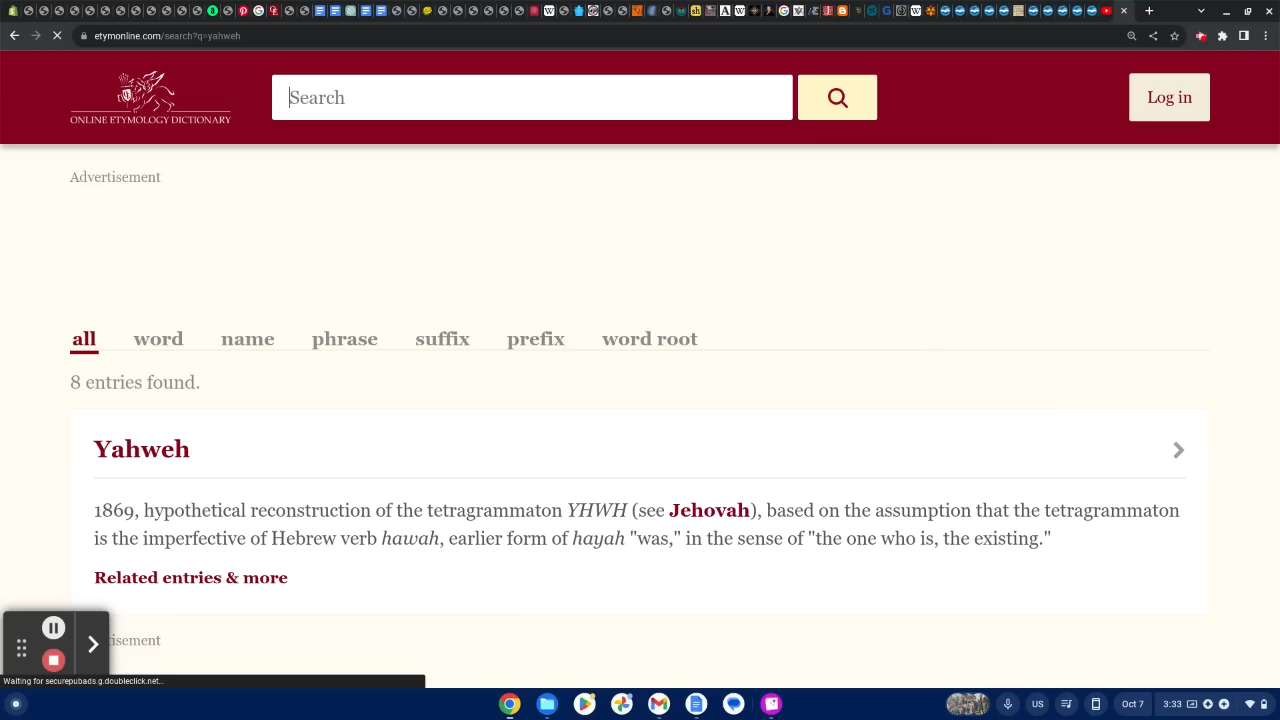 etymonline.com/search?q=yahweh
ONLINE ETYMOLOGY DICTIONARY
Search
Log in
Advertisement
all word name phrase suffix prefix word root
8 entries found.
Yahweh
1869, hypothetical reconstruction of the tetragrammaton YHWH (see Jehovah), based on the assumption that the tetragrammaton
is the imperfective of Hebrew verb hawah, earlier form of hayah "was," in the sense of "the one who is, the existing."
Related entries & more
tisement
Waiting for securepubads.g.doubleclick.net...
US Oct 7 3:33